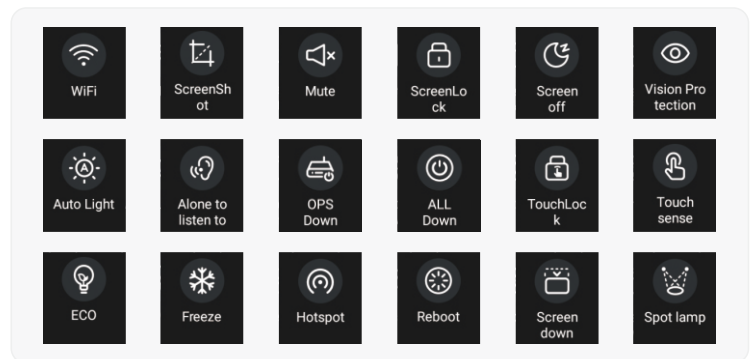 WiFi
ScreenSh
ot
Mute
ScreenLo
ck
Screen
off
Vision Pro
tection
Auto Light
Alone to
listen to
OPS
Down
ALL
Down
TouchLoc
k
Touch
sense
ECO
Freeze
Hotspot
Reboot
Screen
down
Spot lamp